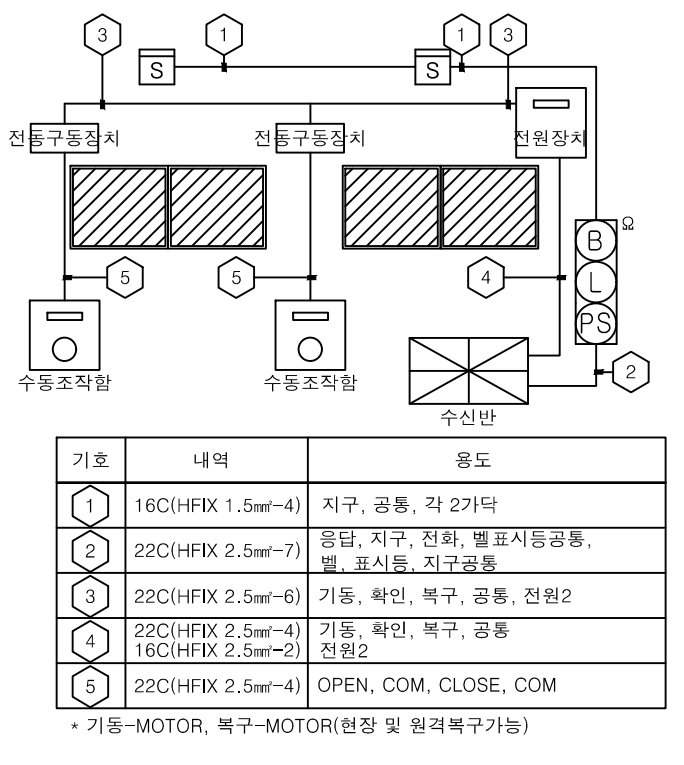 3 1 1 3
S S
전동구동장치 전동구동장치 전원장치
Ω
B
L
PS
5 5 4
2
수동조작함 수동조작함
수신반
기호 내역 용도
1 16C(HFIX 1.5㎟-4) 지구, 공통, 각 2가닥
2 22C(HFIX 2.5㎟-7) 응답, 지구, 전화, 벨표시등공통,
벨, 표시등, 지구공통
3 22C(HFIX 2.5㎟-6) 기동, 확인, 복구, 공통, 전원2
4 22C(HFIX 2.5㎟-4) 기동, 확인, 복구, 공통
16C(HFIX 2.5㎟-2) 전원2
5 22C(HFIX 2.5㎟-4) OPEN, COM, CLOSE, COM
* 기동-MOTOR, 복구-MOTOR(현장 및 원격복구가능)